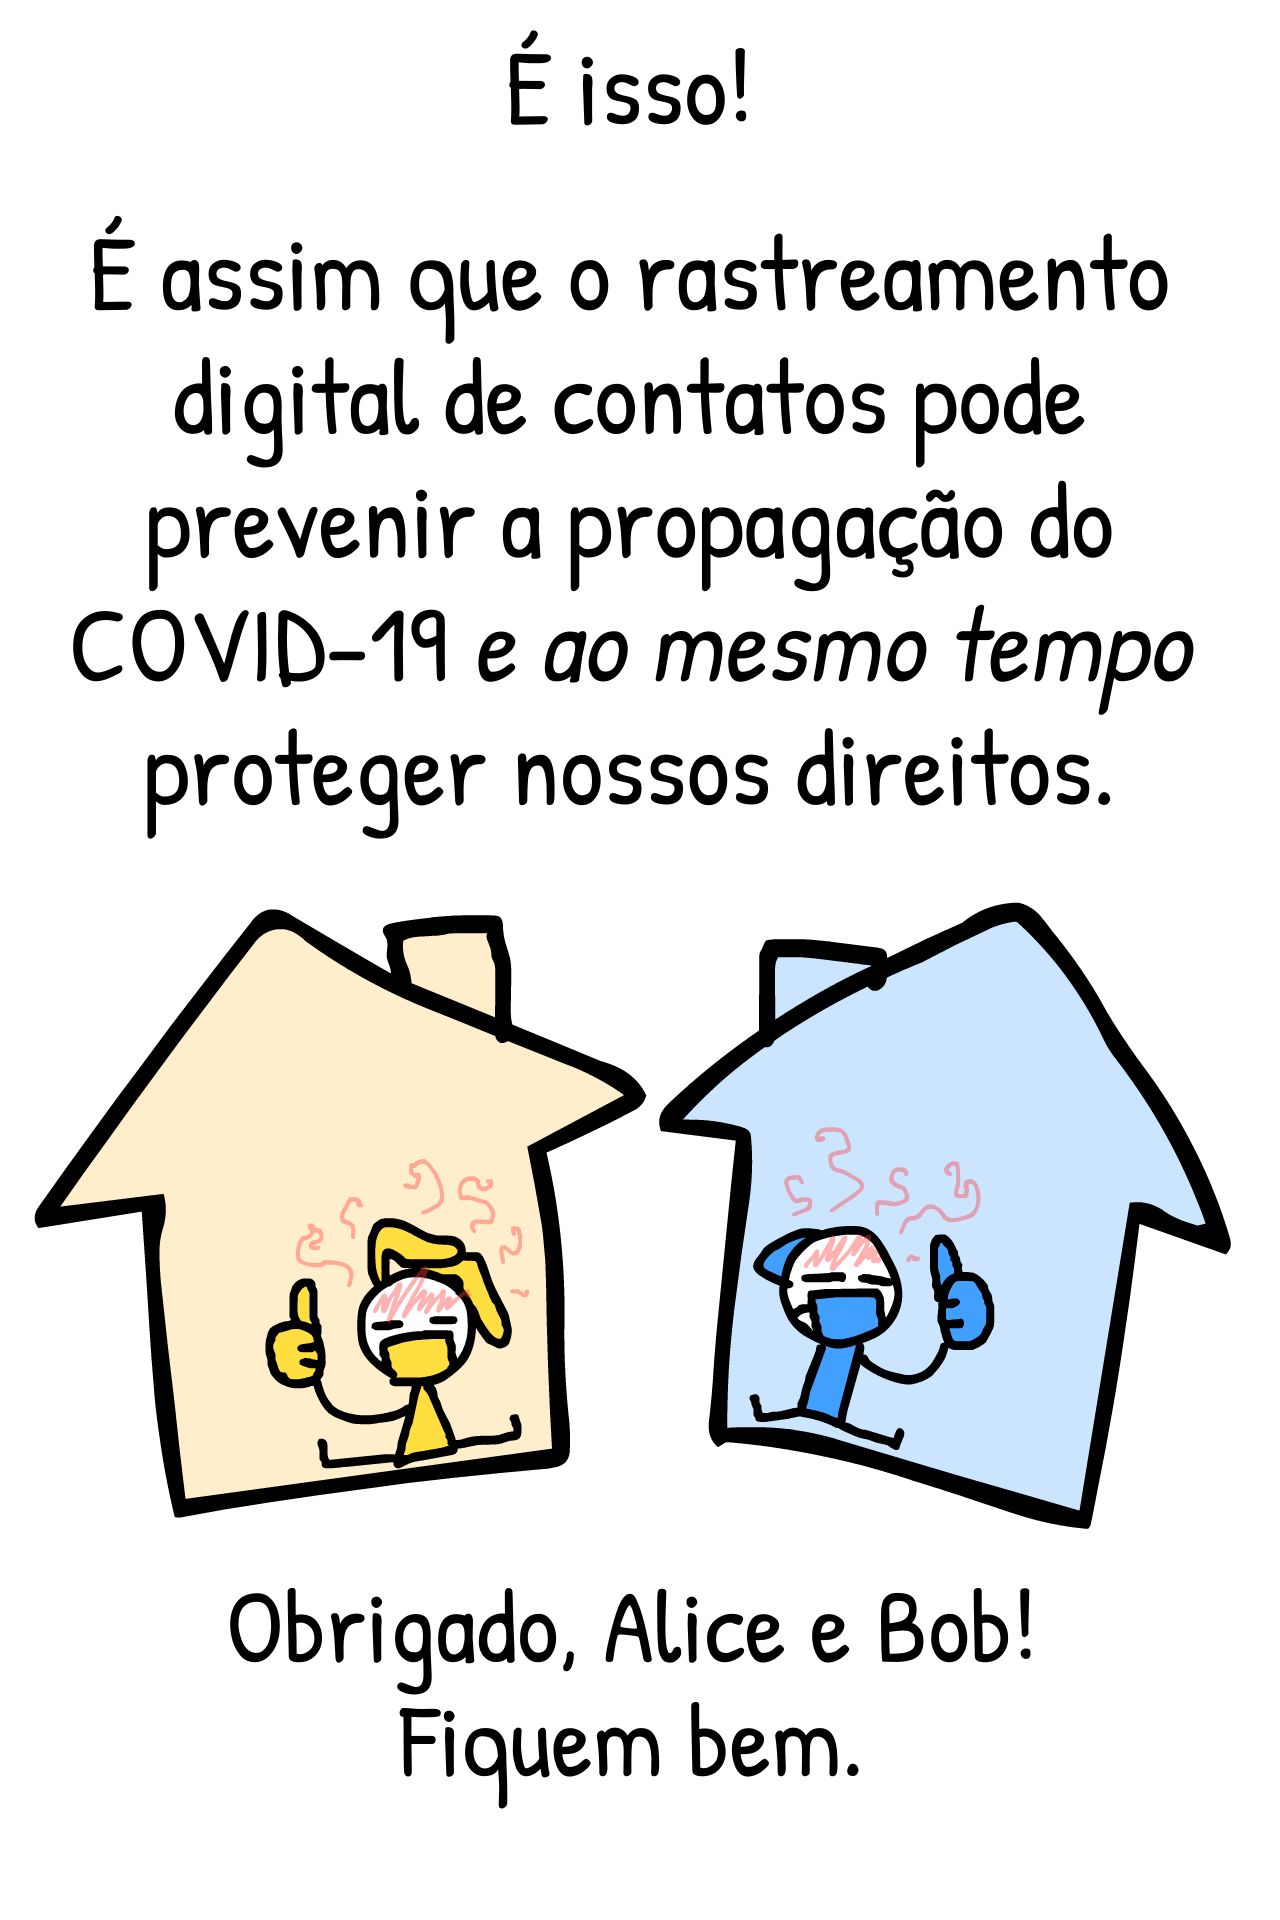 É isso!
É assim que o rastreamento
digital de contatos pode
prevenir a propagação do
COVID-19 e ao mesmo tempo
proteger nossos direitos.
Obrigado, Alice e Bob!
Fiquem bem.